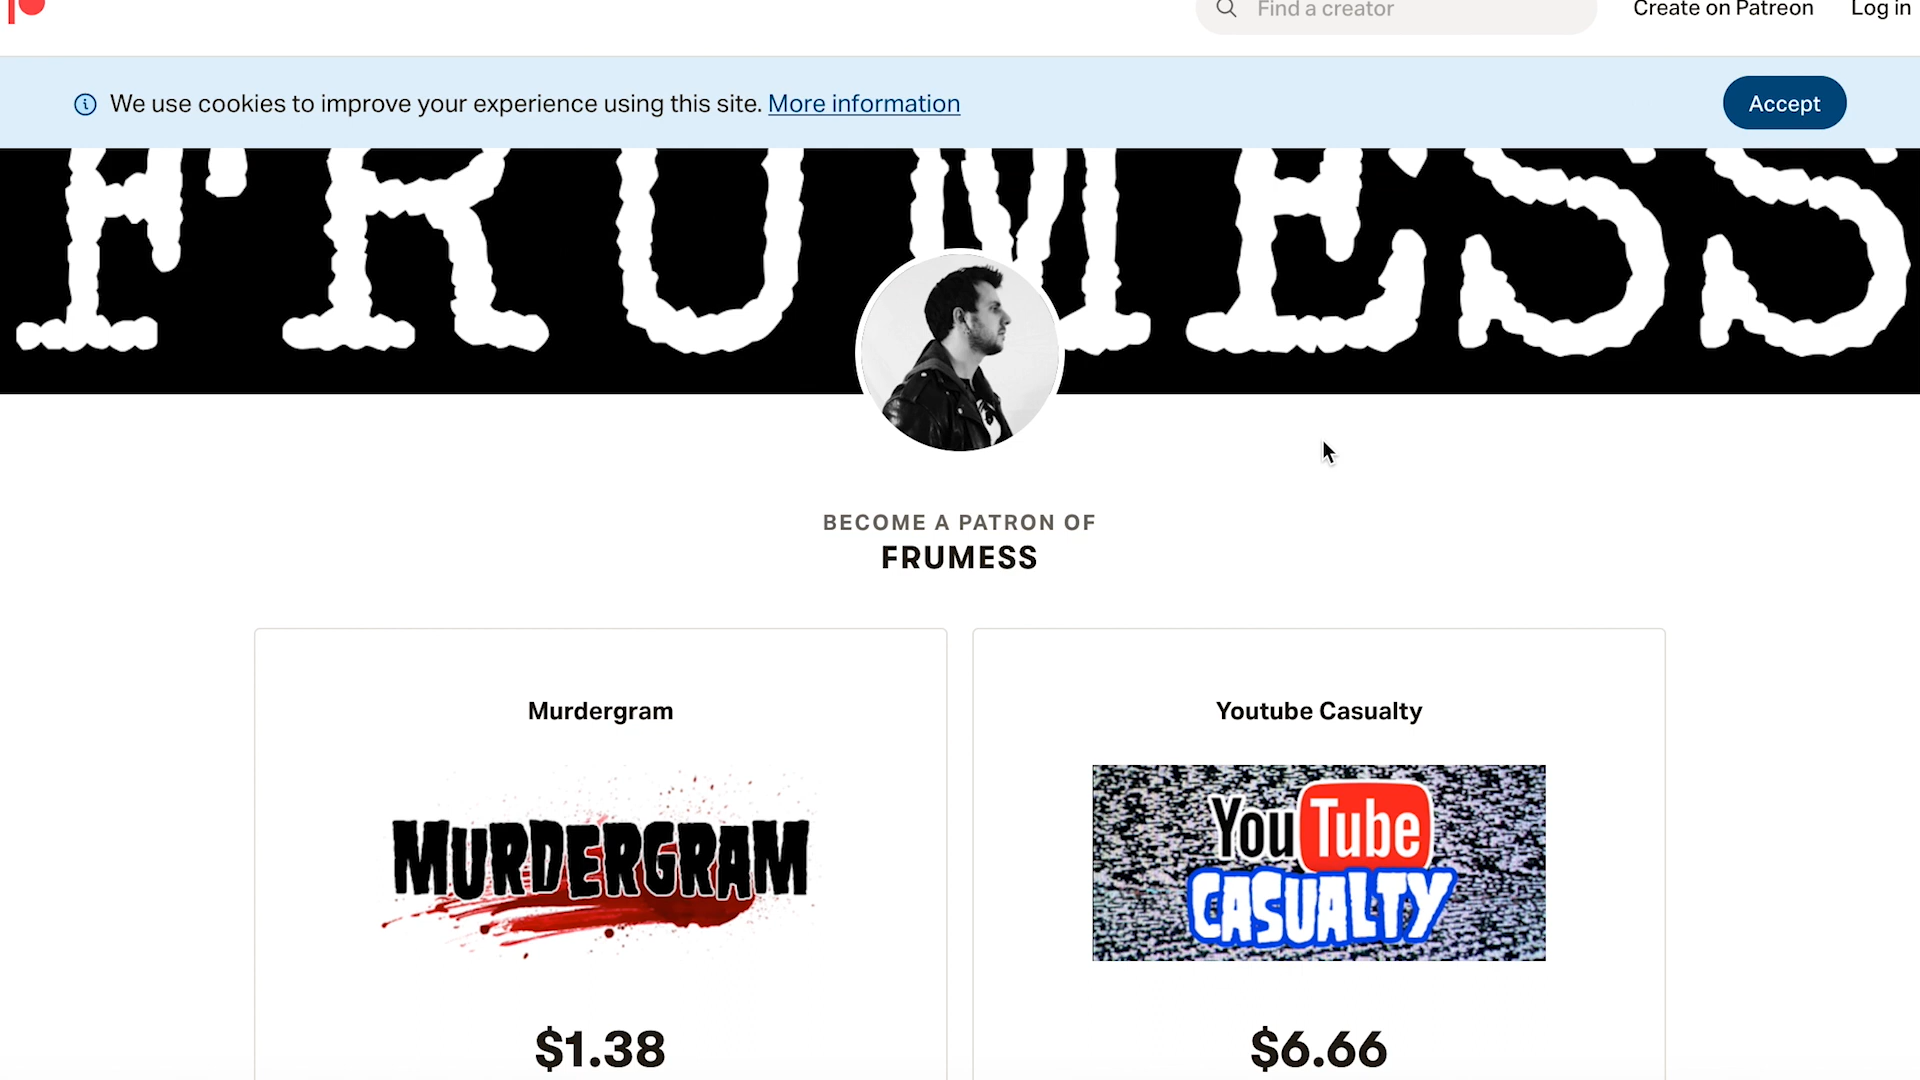 Find a creator
Create on Patreon
Log in
We use cookies to improve your experience using this site. More information
Accept
FRUMESS
BECOME A PATRON OF
FRUMESS
Murdergram
Youtube Casualty
MURDERGRAM
YouTube
CASUALTY
$1.38
$6.66